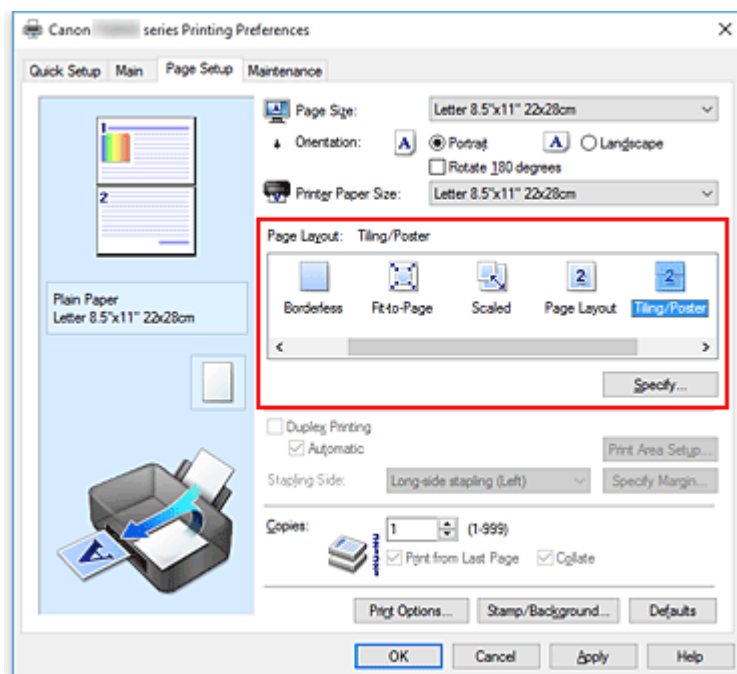 Canon series Printing Preferences
Quick Setup Main Page Setup Maintenance
1
2
Plain Paper
Letter 8.5"x11" 22x28cm
Page Size: Letter 8.5"x11" 22x28cm
Orientation: A Portrait A Landscape
Rotate 180 degrees
Printer Paper Size: Letter 8.5"x11" 22x28cm
Page Layout: Tiling/Poster
2 2
Borderless Fit-to-Page Scaled Page Layout Tiling/Poster
Specify...
Duplex Printing
Automatic Print Area Setup...
Stapling Side: Long-side stapling (Left) Specify Margin...
Copies: 1 (1-999)
Print from Last Page Collate
A
Print Options... Stamp/Background... Defaults
OK Cancel Apply Help